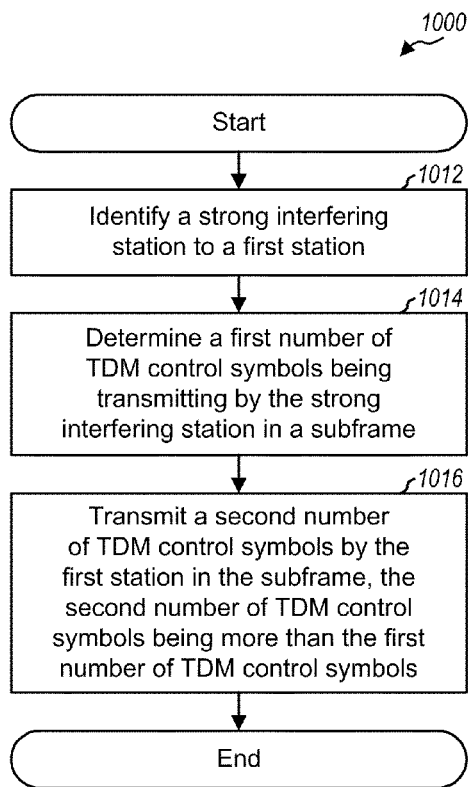 1000
Start
1012
Identify a strong interfering
station to a first station
1014
Determine a first number of
TDM control symbols being
transmitting by the strong
interfering station in a subframe
1016
Transmit a second number
of TDM control symbols by the
first station in the subframe, the
second number of TDM control
symbols being more than the first
number of TDM control symbols
End